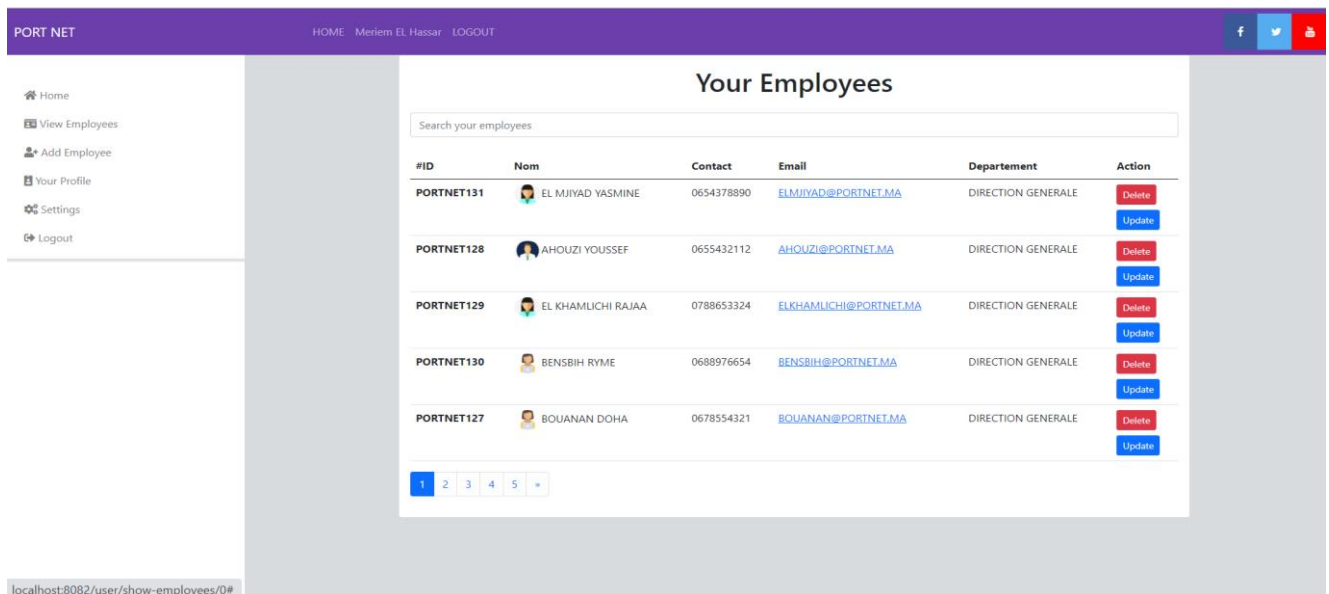 PORT NET HOME Meriem EL Hassar LOGOUT
Home
View Employees
Add Employee
Your Profile
Settings
Logout
Your Employees
Search your employees
#ID Nom Contact Email Departement Action
PORTNET131 EL MJIYAD YASMINE 0654378890 ELMJIYAD@PORTNET.MA DIRECTION GENERALE Delete
Update
PORTNET128 AHOUZI YOUSSEF 0655432112 AHOUZI@PORTNET.MA DIRECTION GENERALE Delete
Update
PORTNET129 EL KHAMLICHI RAJAA 0788653324 ELKHAMLICHI@PORTNET.MA DIRECTION GENERALE Delete
Update
PORTNET130 BENSBIH RYME 0688976654 BENSBIH@PORTNET.MA DIRECTION GENERALE Delete
Update
PORTNET127 BOUANAN DOHA 0678554321 BOUANAN@PORTNET.MA DIRECTION GENERALE Delete
Update
1 2 3 4 5 »
localhost:8082/user/show-employees/0#